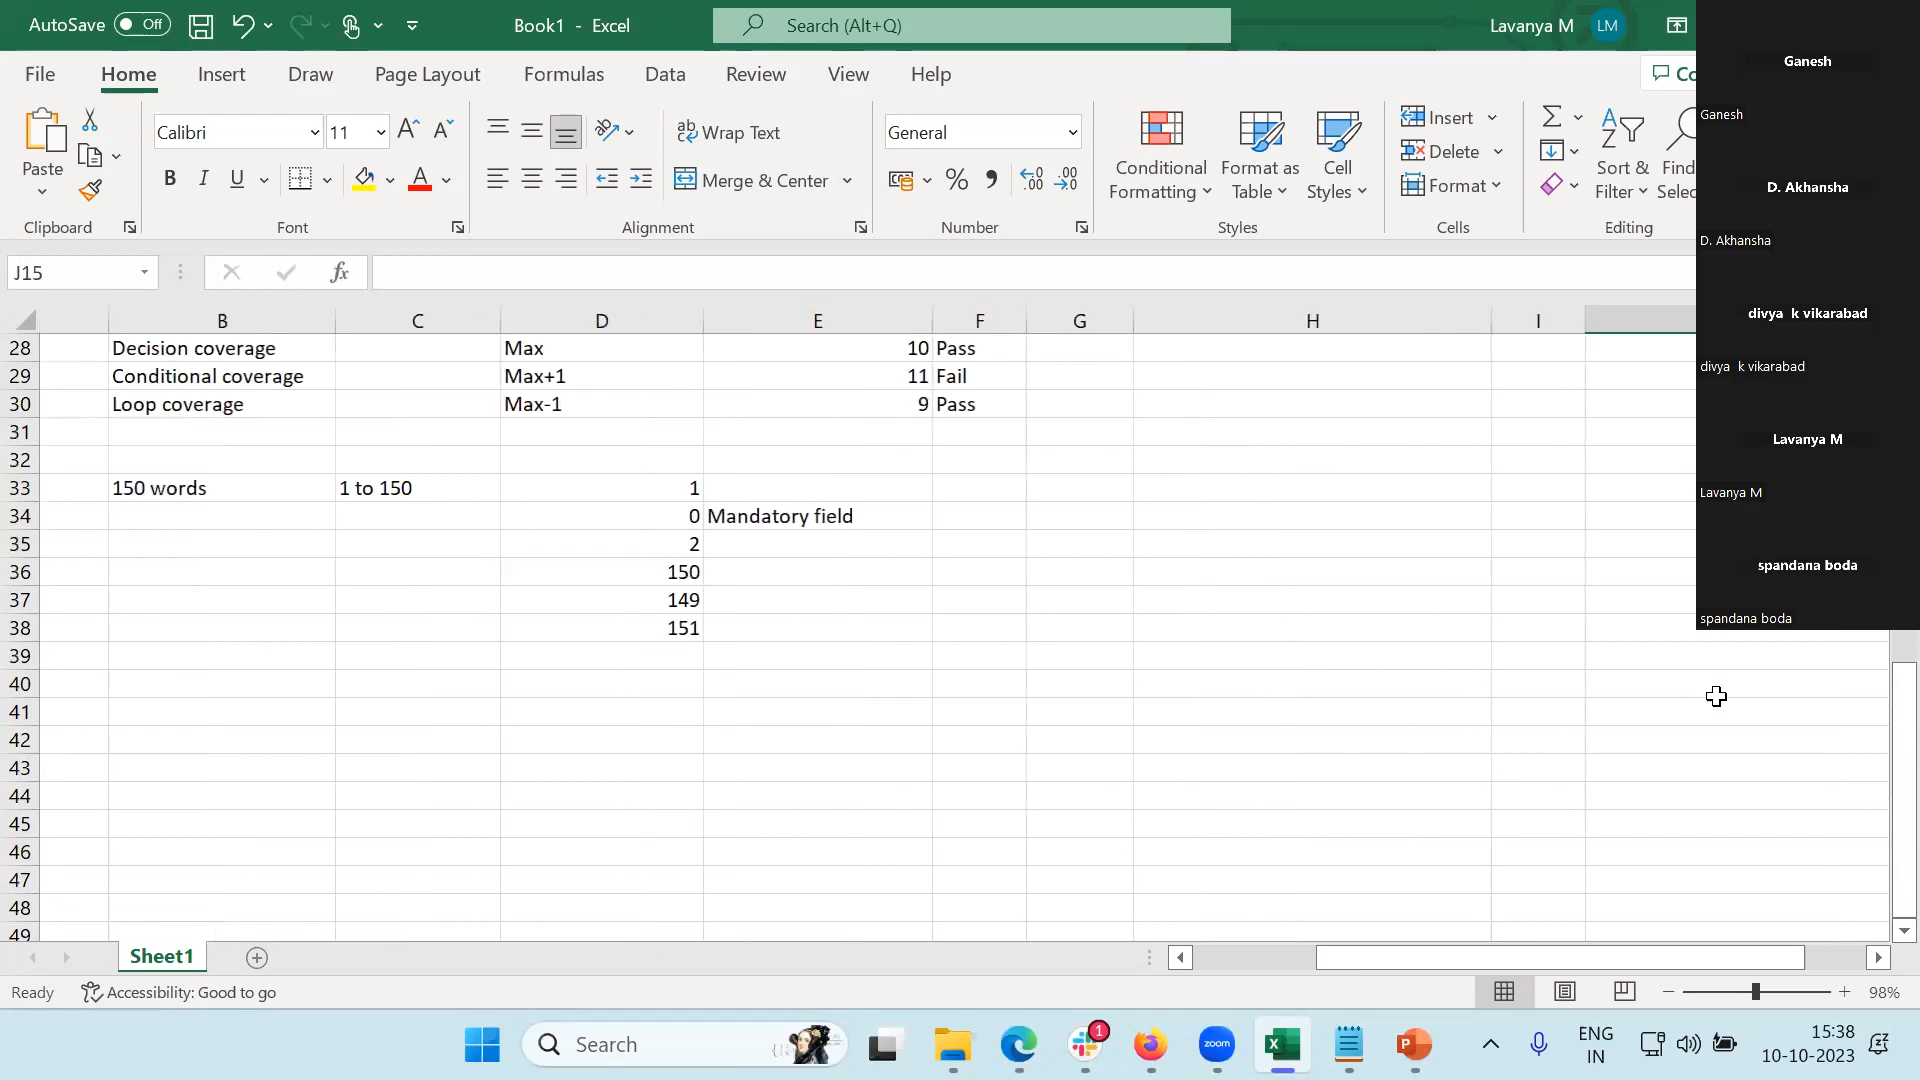 AutoSave Off Book1 - Excel Search (Alt+Q) Lavanya M LM
File Home Insert Draw Page Layout Formulas Data Review View Help
Paste Calibri 11 Wrap Text General Insert
Merge & Center Conditional Formatting Format as Table Cell Styles Delete Format Sort & Filter
B I U
Clipboard Font Alignment Number Styles Cells Editing
J15 fx
B C D E F G H I
28 Decision coverage Max 10 Pass
29 Conditional coverage Max+1 11 Fail
30 Loop coverage Max-1 9 Pass
31
32
33 150 words 1 to 150 1
34 0 Mandatory field
35 2
36 150
37 149
38 151
39
40
41
42
43
44
45
46
47
48
49
Ganesh
Ganesh
D. Akhansha
D. Akhansha
divya k vikarabad
divya k vikarabad
Lavanya M
Lavanya M
spandana boda
spandana boda
Sheet1
Ready Accessibility: Good to go 98%
Search 1 zoom ENG IN 15:38 10-10-2023